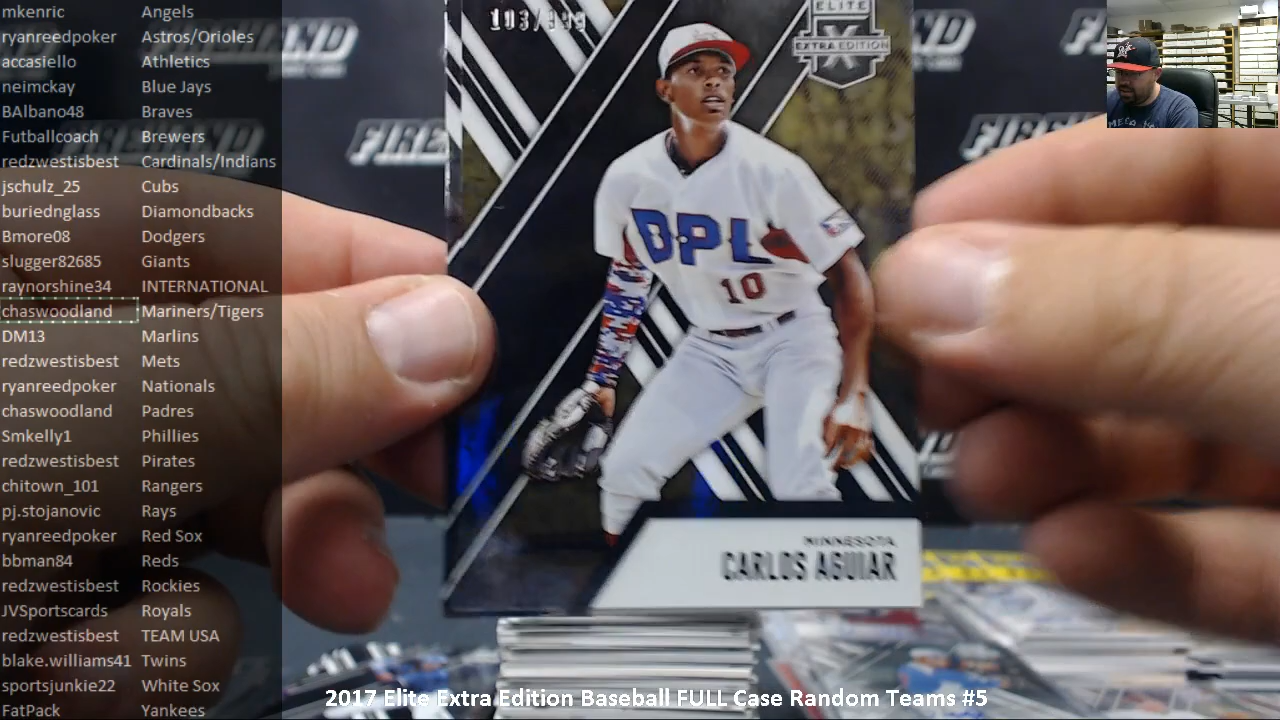 mkenric Angels
ryanreedpoker Astros/Orioles
accasiello Athletics
neimckay Blue Jays
BAlbano48 Braves
Futballcoach Brewers
redzwestisbest Cardinals/Indians
jschulz_25 Cubs
buriednglass Diamondbacks
Bmore08 Dodgers
slugger82685 Giants
raynorshine34 INTERNATIONAL
chaswoodland Mariners/Tigers
DM13 Marlins
redzwestisbest Mets
ryanreedpoker Nationals
chaswoodland Padres
Smkelly1 Phillies
redzwestisbest Pirates
chitown_101 Rangers
pj.stojanovic Rays
ryanreedpoker Red Sox
bbman84 Reds
redzwestisbest Rockies
JVSportscards Royals
redzwestisbest TEAM USA
blake.williams41 Twins
sportsjunkie22 White Sox
FatPack Yankees
103/999
ELITE
EXTRA EDITION
X
DPL
10
MINNESOTA
CARLOS AGUIAR
2017 Elite Extra Edition Baseball FULL Case Random Teams #5